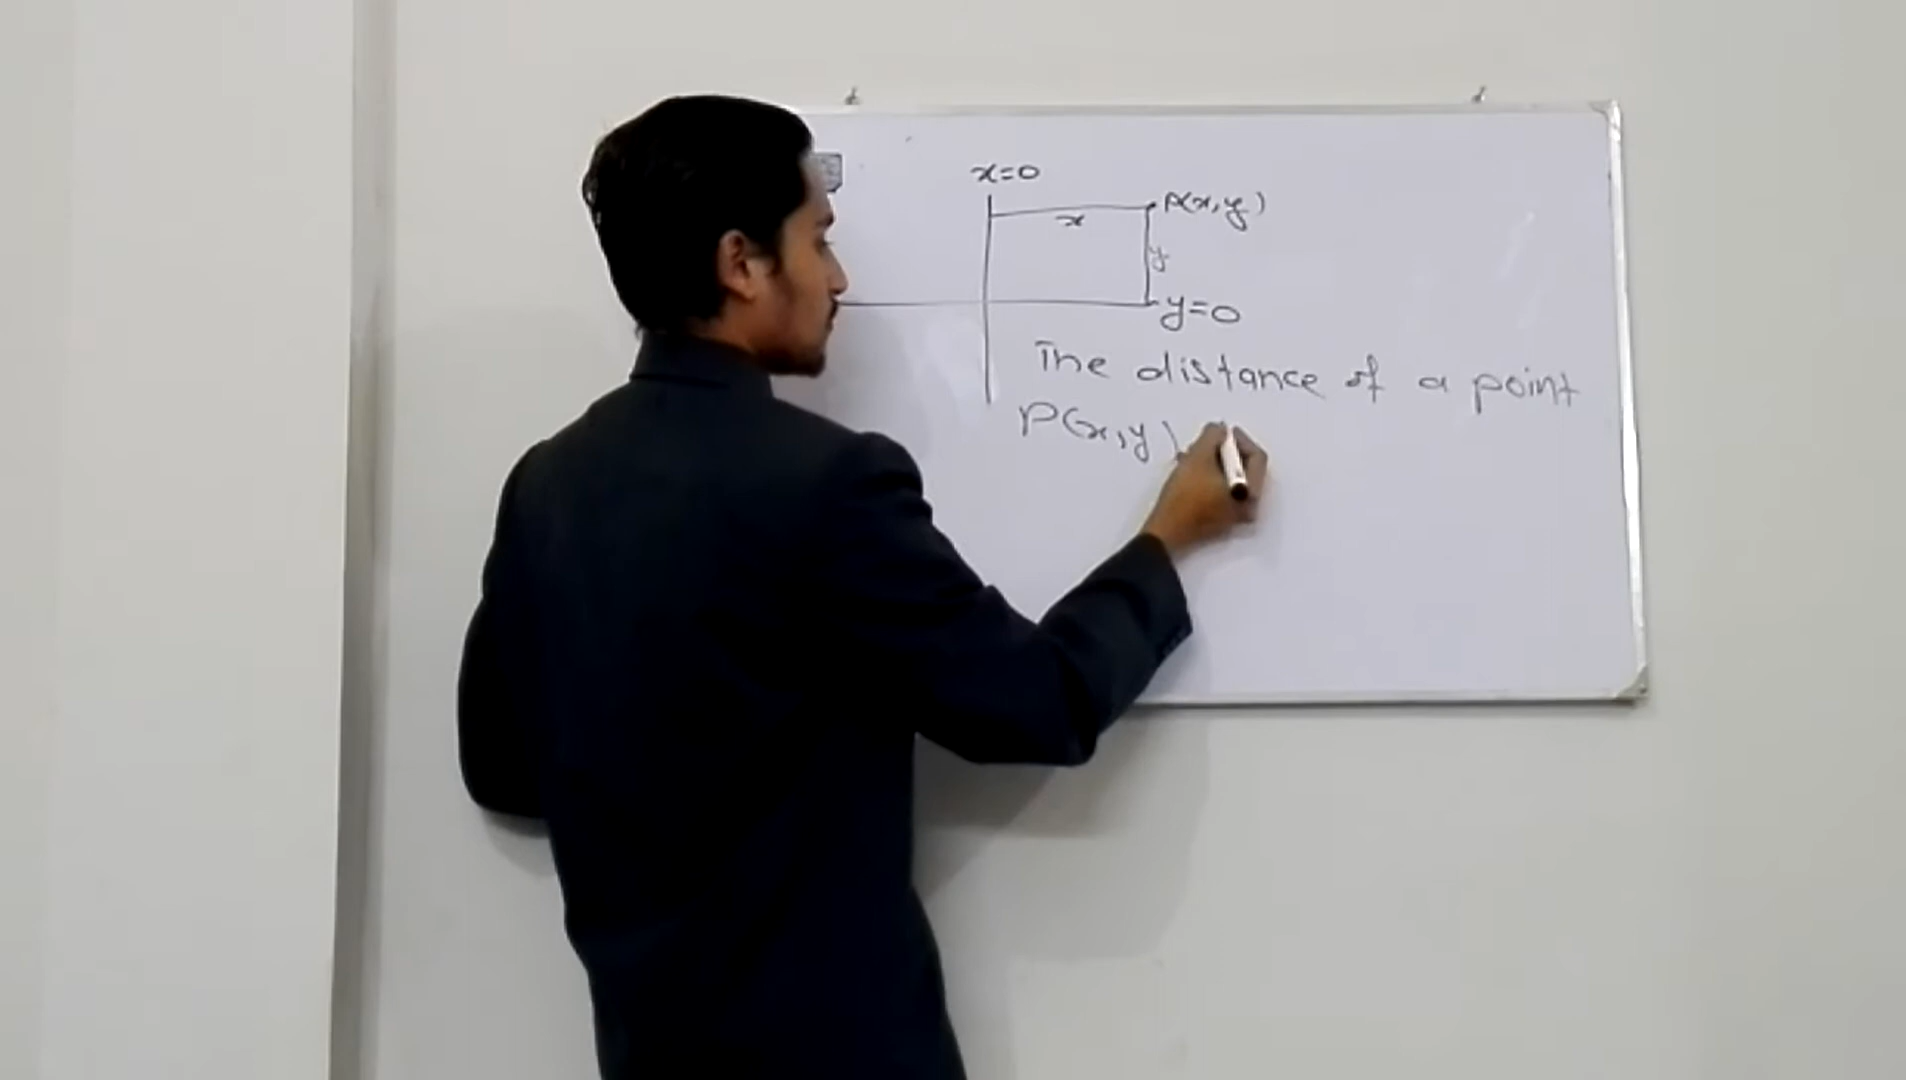 x=0
P(x,y)
x
y
y=0
The distance of a point
P(x,y)